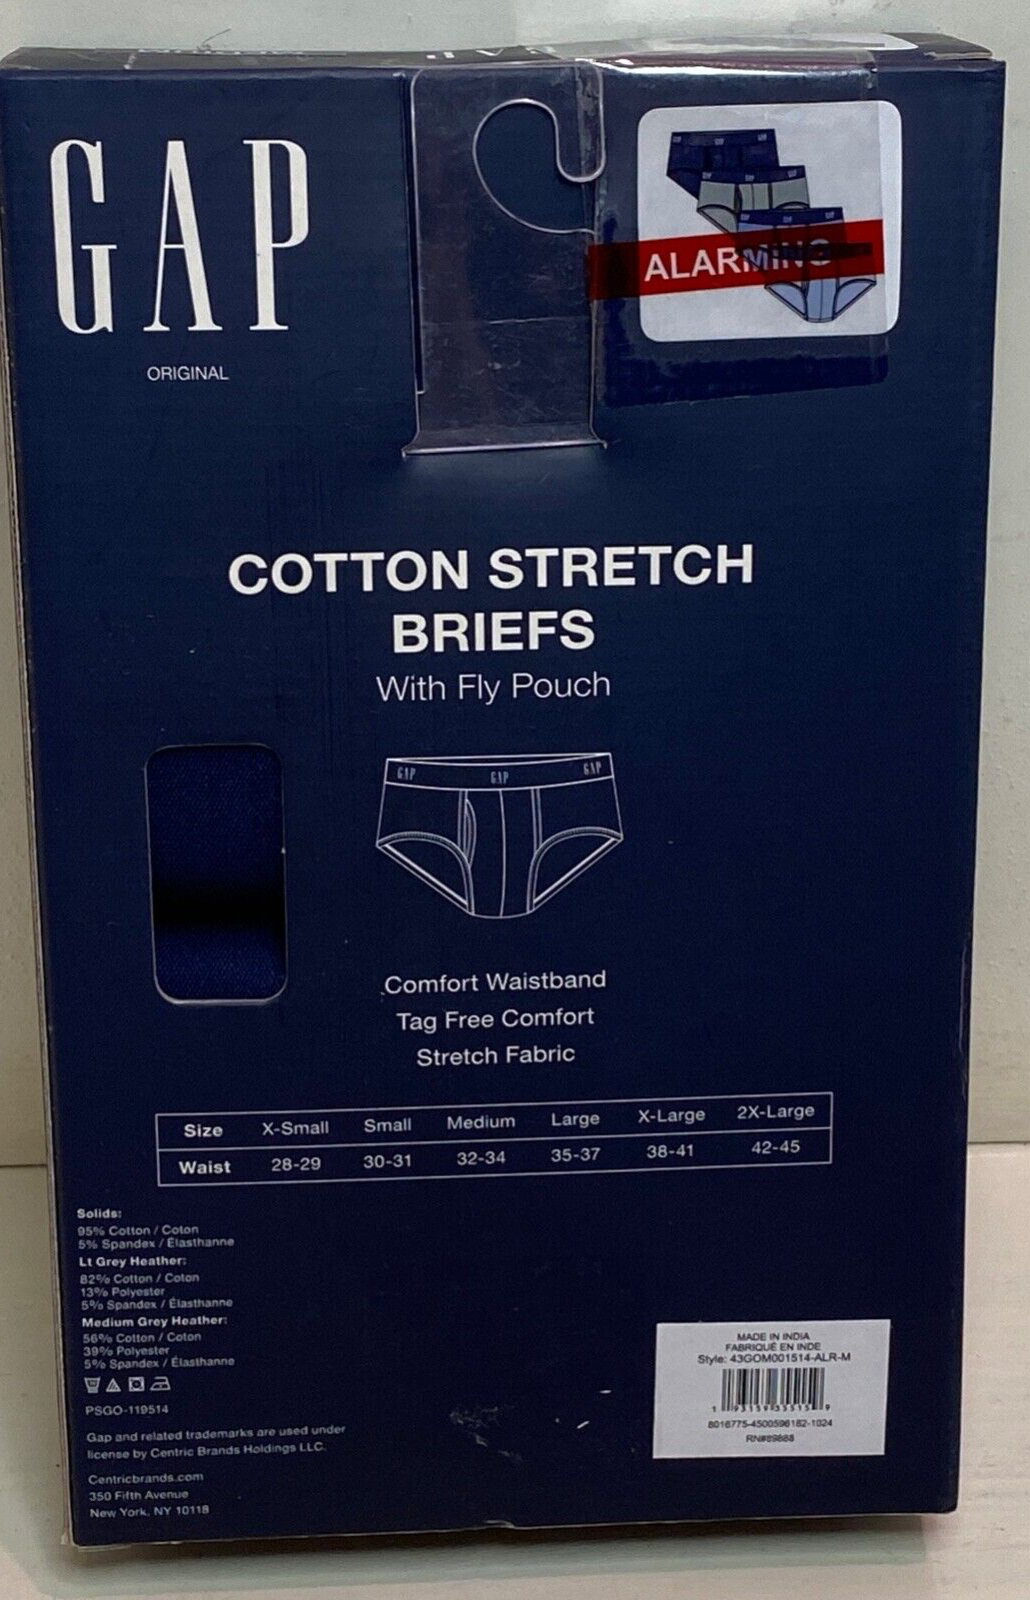 GAP
ORIGINAL
ALARMING
COTTON STRETCH
BRIEFS
With Fly Pouch
GAP GAP GAP
Comfort Waistband
Tag Free Comfort
Stretch Fabric
Size X-Small Small Medium Large X-Large 2X-Large
Waist 28-29 30-31 32-34 35-37 38-41 42-45
Solids:
95% Cotton / Coton
5% Spandex / Élasthanne
Lt Grey Heather:
82% Cotton / Coton
13% Polyester
5% Spandex / Élasthanne
Medium Grey Heather:
56% Cotton / Coton
39% Polyester
5% Spandex / Élasthanne
PSGO-119514
Gap and related trademarks are used under
license by Centric Brands Holdings LLC.
Centricbrands.com
350 Fifth Avenue
New York, NY 10118
MADE IN INDIA
FABRIQUÉ EN INDE
Style: 43GOM001514-ALR-M
8016775-4500596182-1024
RN#89888